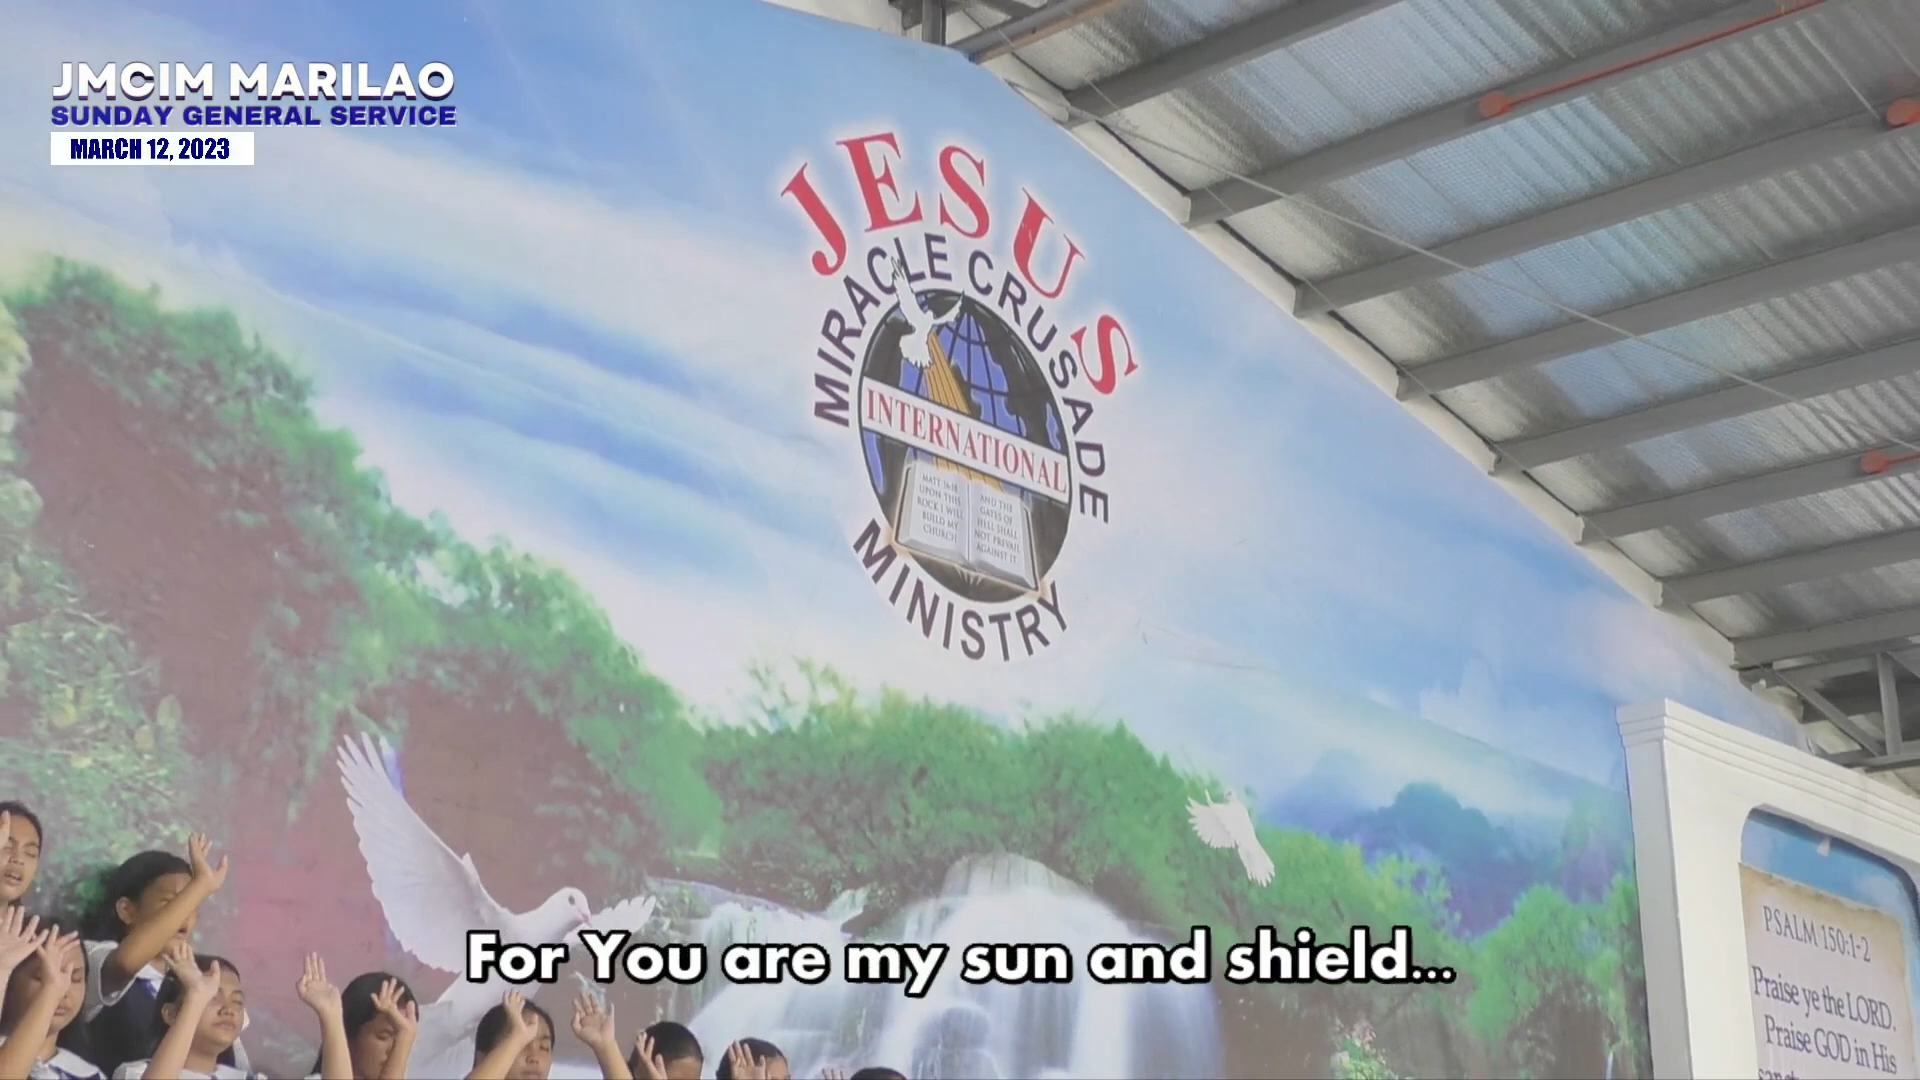 JMCIM MARILAO
SUNDAY GENERAL SERVICE
MARCH 12, 2023
JESUS
MIRACLE CRUSADE
INTERNATIONAL
MATT 16:18
UPON THIS
ROCK I WILL
BUILD MY
CHURCH
AND THE
GATES OF
HELL SHALL
NOT PREVAIL
AGAINST IT
MINISTRY
For You are my sun and shield...
PSALM 150:1-2
Praise ye the LORD.
Praise GOD in His